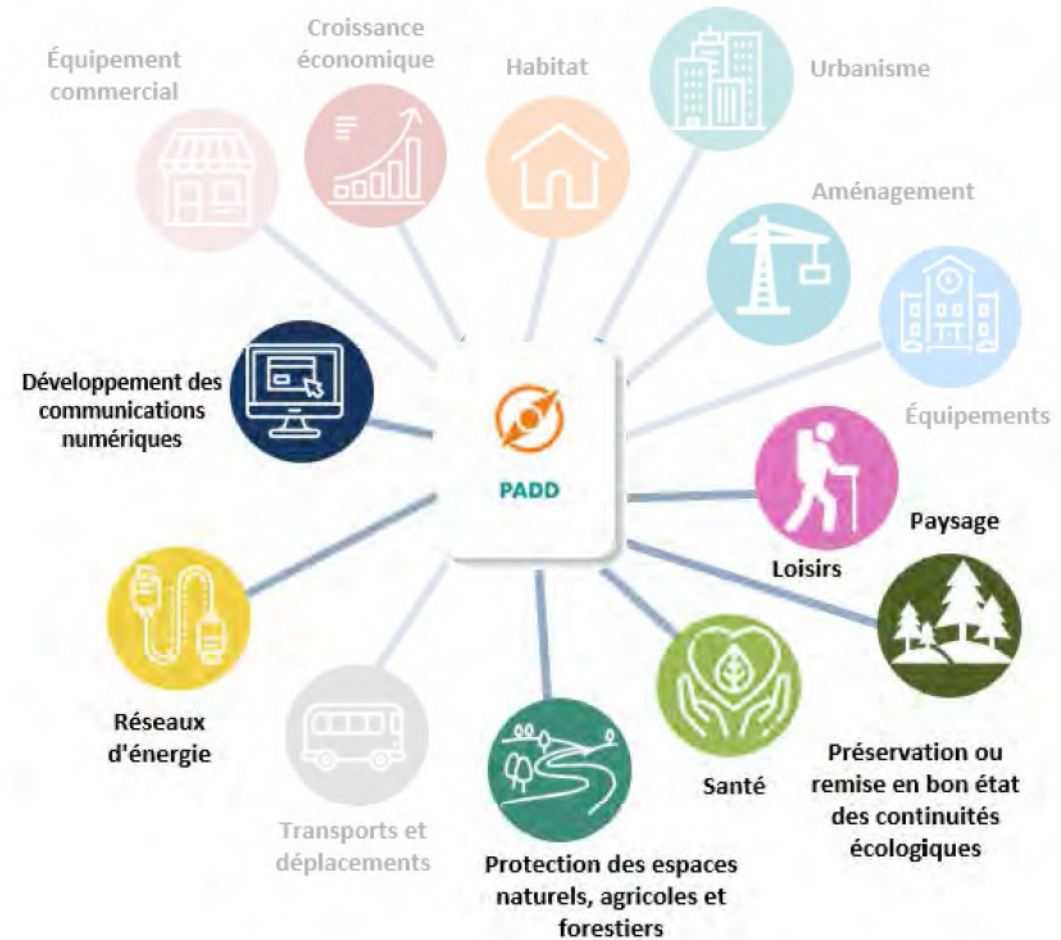 Croissance
économique
Équipement
commercial
Habitat
Urbanisme
Aménagement
Équipements
Développement des
communications
numériques
PADD
Loisirs
Paysage
Réseaux
d'énergie
Transports et
déplacements
Protection des espaces
naturels, agricoles et
forestiers
Santé
Préservation ou
remise en bon état
des continuités
écologiques